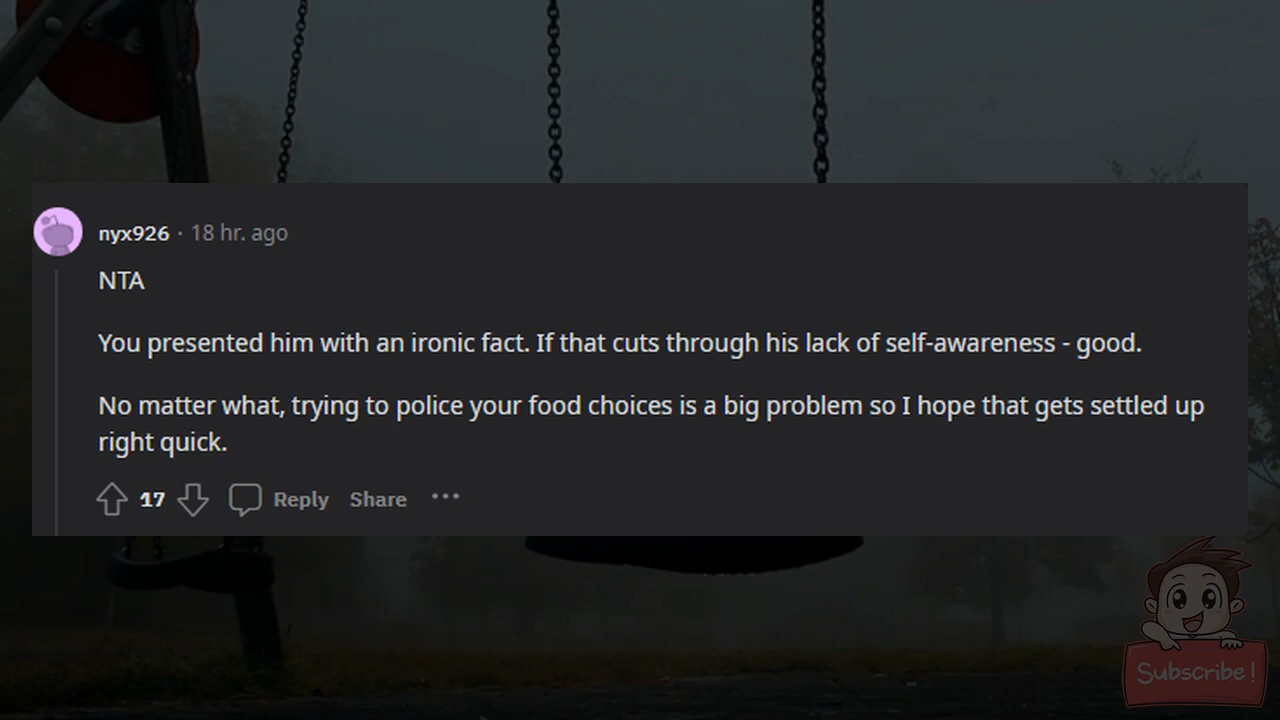 nyx926 · 18 hr. ago
NTA
You presented him with an ironic fact. If that cuts through his lack of self-awareness - good.
No matter what, trying to police your food choices is a big problem so I hope that gets settled up
right quick.
17 Reply Share ···
Subscribe!